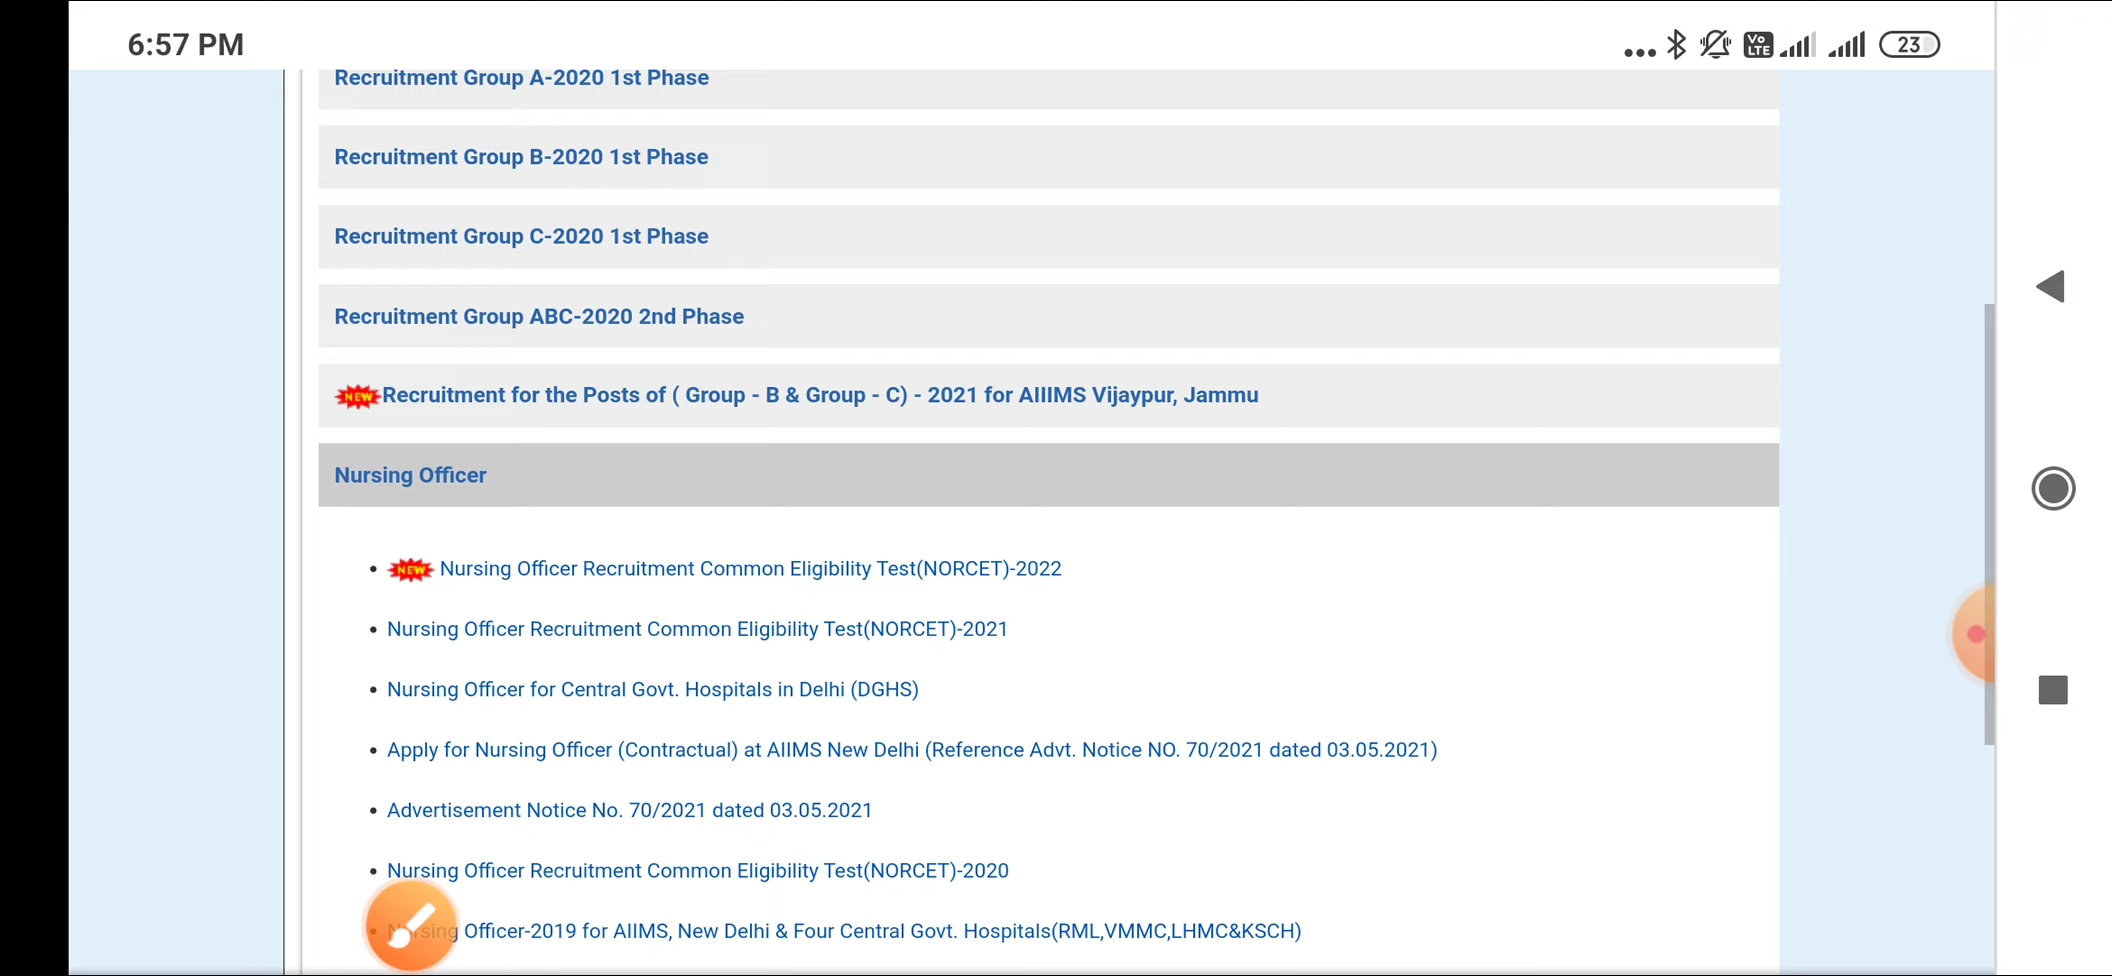 6:57 PM
Vo LTE
23
Recruitment Group A-2020 1st Phase
Recruitment Group B-2020 1st Phase
Recruitment Group C-2020 1st Phase
Recruitment Group ABC-2020 2nd Phase
NEW Recruitment for the Posts of ( Group - B & Group - C) - 2021 for AIIIMS Vijaypur, Jammu
Nursing Officer
NEW Nursing Officer Recruitment Common Eligibility Test(NORCET)-2022
Nursing Officer Recruitment Common Eligibility Test(NORCET)-2021
Nursing Officer for Central Govt. Hospitals in Delhi (DGHS)
Apply for Nursing Officer (Contractual) at AIIMS New Delhi (Reference Advt. Notice NO. 70/2021 dated 03.05.2021)
Advertisement Notice No. 70/2021 dated 03.05.2021
Nursing Officer Recruitment Common Eligibility Test(NORCET)-2020
Nursing Officer-2019 for AIIMS, New Delhi & Four Central Govt. Hospitals(RML,VMMC,LHMC&KSCH)